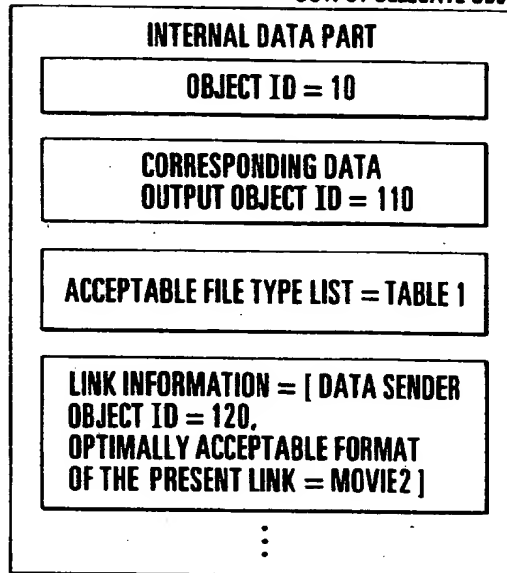 INTERNAL DATA PART
OBJECT ID = 10
CORRESPONDING DATA
OUTPUT OBJECT ID = 110
ACCEPTABLE FILE TYPE LIST = TABLE 1
LINK INFORMATION = [ DATA SENDER
OBJECT ID = 120,
OPTIMALLY ACCEPTABLE FORMAT
OF THE PRESENT LINK = MOVIE2 ]